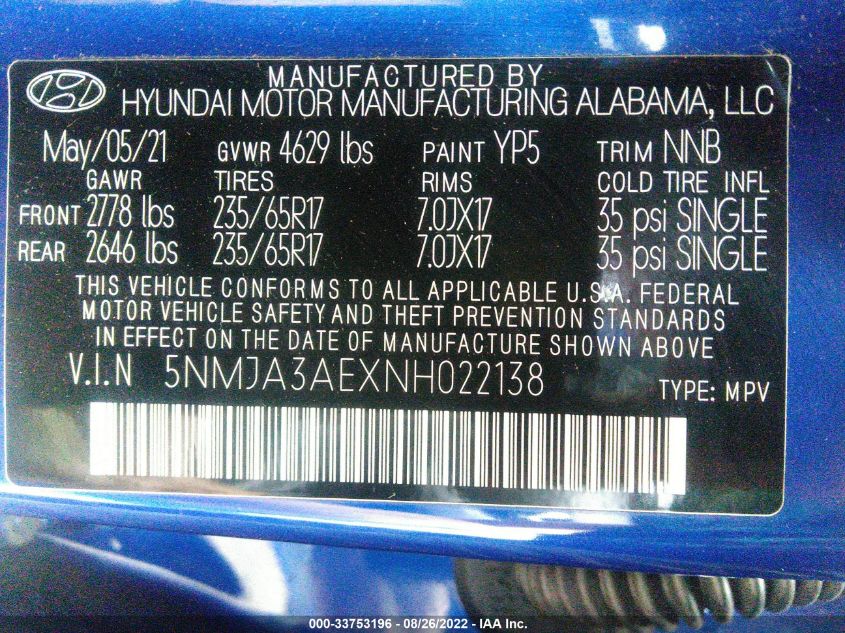 MANUFACTURED BY
HYUNDAI MOTOR MANUFACTURING ALABAMA, LLC
May/05/21 GVWR 4629 lbs PAINT YP5 TRIM NNB
GAWR TIRES RIMS COLD TIRE INFL
FRONT 2778 lbs 235/65R17 7.0JX17 35 psi SINGLE
REAR 2646 lbs 235/65R17 7.0JX17 35 psi SINGLE
THIS VEHICLE CONFORMS TO ALL APPLICABLE U.S.A. FEDERAL
MOTOR VEHICLE SAFETY AND THEFT PREVENTION STANDARDS
IN EFFECT ON THE DATE OF MANUFACTURE SHOWN ABOVE
V.I.N 5NMJA3AEXNH022138 TYPE: MPV
000-33753196 - 08/26/2022 - IAA Inc.